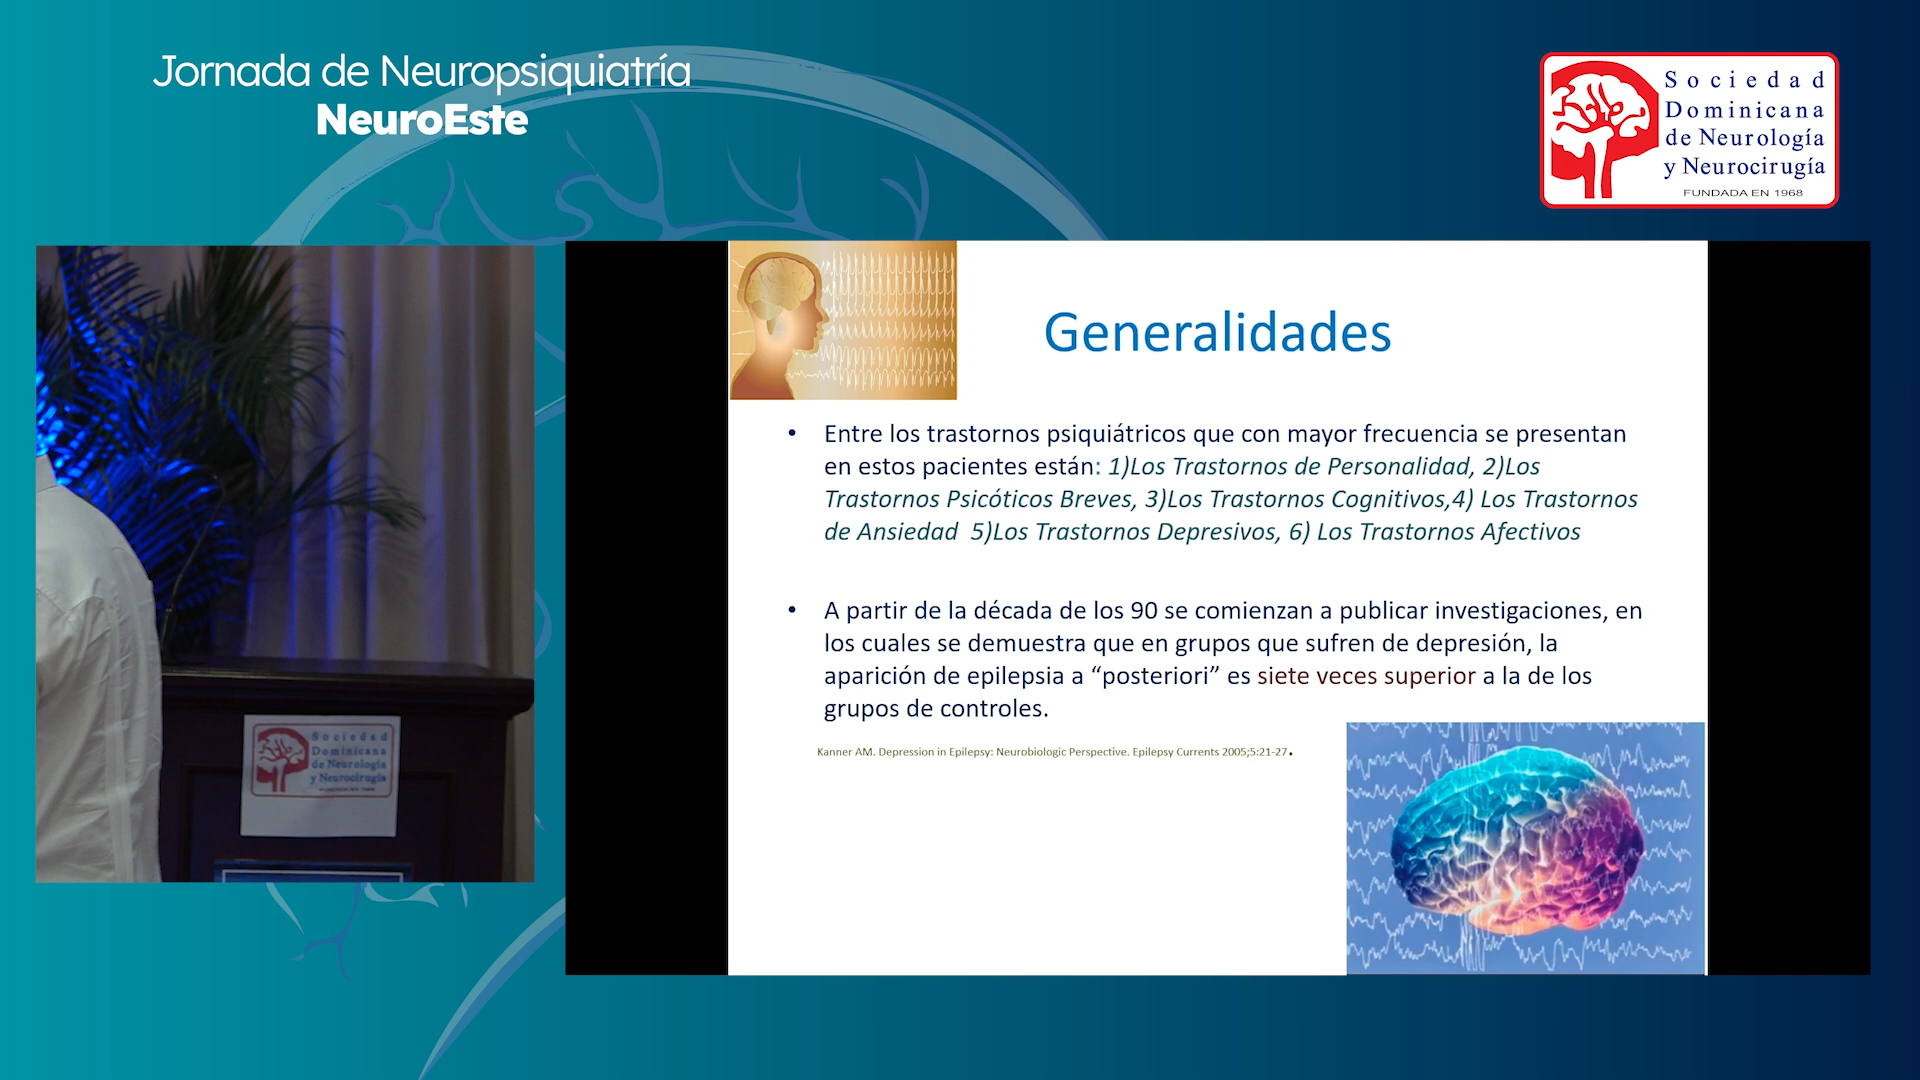 Jornada de Neuropsiquiatría
NeuroEste
Sociedad
Dominicana
de Neurología
y Neurocirugía
FUNDADA EN 1968
Generalidades
• Entre los trastornos psiquiátricos que con mayor frecuencia se presentan
en estos pacientes están: 1)Los Trastornos de Personalidad, 2)Los
Trastornos Psicóticos Breves, 3)Los Trastornos Cognitivos,4) Los Trastornos
de Ansiedad 5)Los Trastornos Depresivos, 6) Los Trastornos Afectivos
• A partir de la década de los 90 se comienzan a publicar investigaciones, en
los cuales se demuestra que en grupos que sufren de depresión, la
aparición de epilepsia a “posteriori” es siete veces superior a la de los
grupos de controles.
Kanner AM. Depression in Epilepsy: Neurobiologic Perspective. Epilepsy Currents 2005;5:21-27.
Sociedad
Dominicana
de Neurología
y Neurocirugía
FUNDADA EN 1968